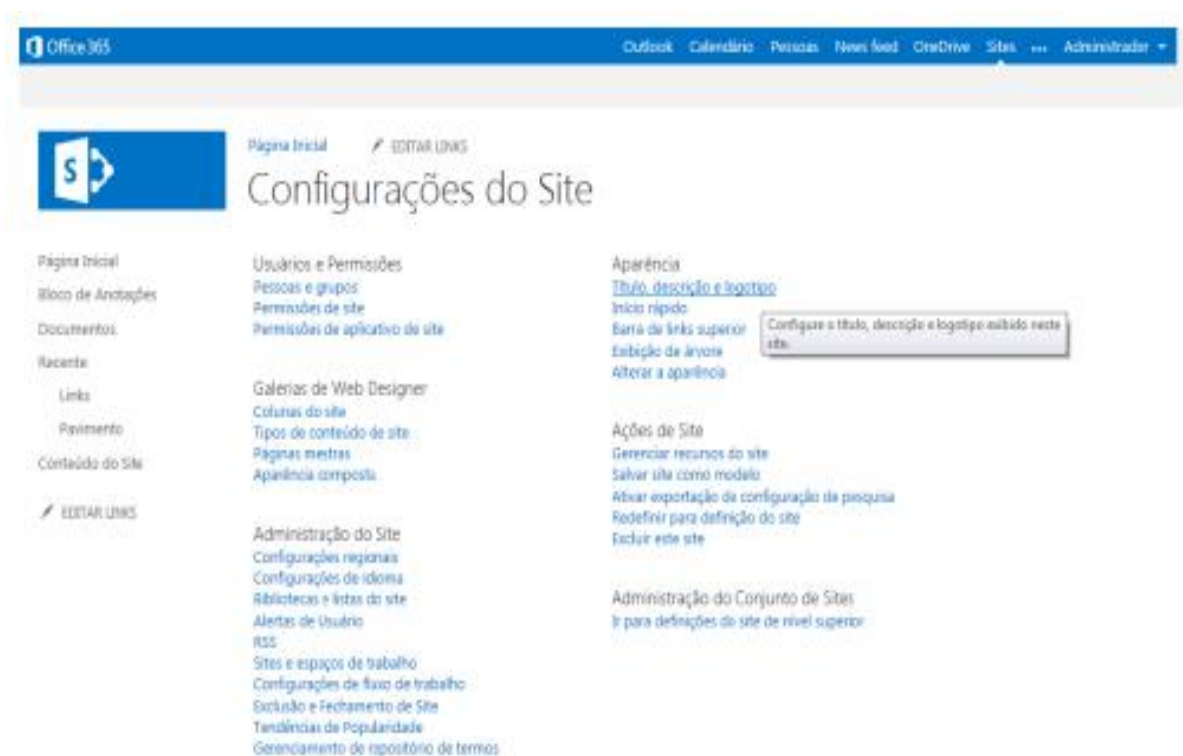 Office 365
Outlook Calendário Pessoas News feed OneDrive Sites ... Administrador
S
Página Inicial EDITAR LINKS
Configurações do Site
Página Inicial
Bloco de Anotações
Documentos
Recente
Links
Pavimento
Conteúdo do Site
EDITAR LINKS
Usuários e Permissões
Pessoas e grupos
Permissões de site
Permissões de aplicativo de site
Galerias de Web Designer
Colunas do site
Tipos de conteúdo de site
Páginas mestras
Aparência composta
Administração do Site
Configurações regionais
Configurações de idioma
Bibliotecas e listas do site
Alertas de Usuário
RSS
Sites e espaços de trabalho
Configurações de fluxo de trabalho
Exclusão e Fechamento de Site
Tendências de Popularidade
Gerenciamento de repositório de termos
Aparência
Título, descrição e logotipo
Início rápido
Barra de links superior
Exibição da árvore
Alterar a aparência
Configure o título, descrição e logotipo exibido neste
site.
Ações de Site
Gerenciar recursos do site
Salvar site como modelo
Ativar exportação da configuração de pesquisa
Redefinir para definição do site
Excluir este site
Administração do Conjunto de Sites
Ir para definições do site de nível superior